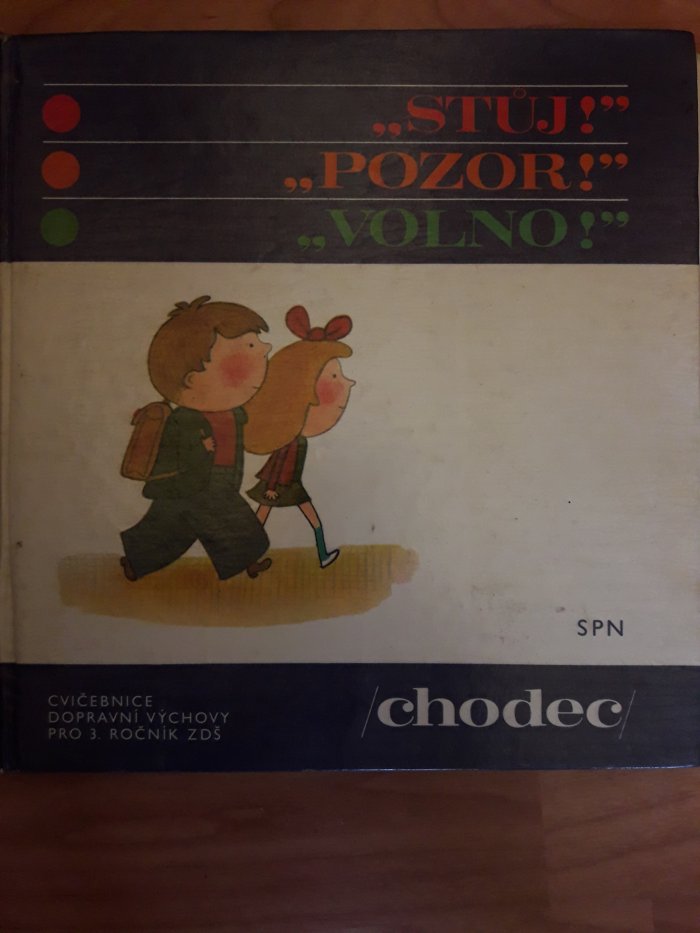 „STŮJ!”
„POZOR!”
„VOLNO!”
SPN
CVIČEBNICE
DOPRAVNÍ VÝCHOVY
PRO 3. ROČNÍK ZDŠ
/chodec/